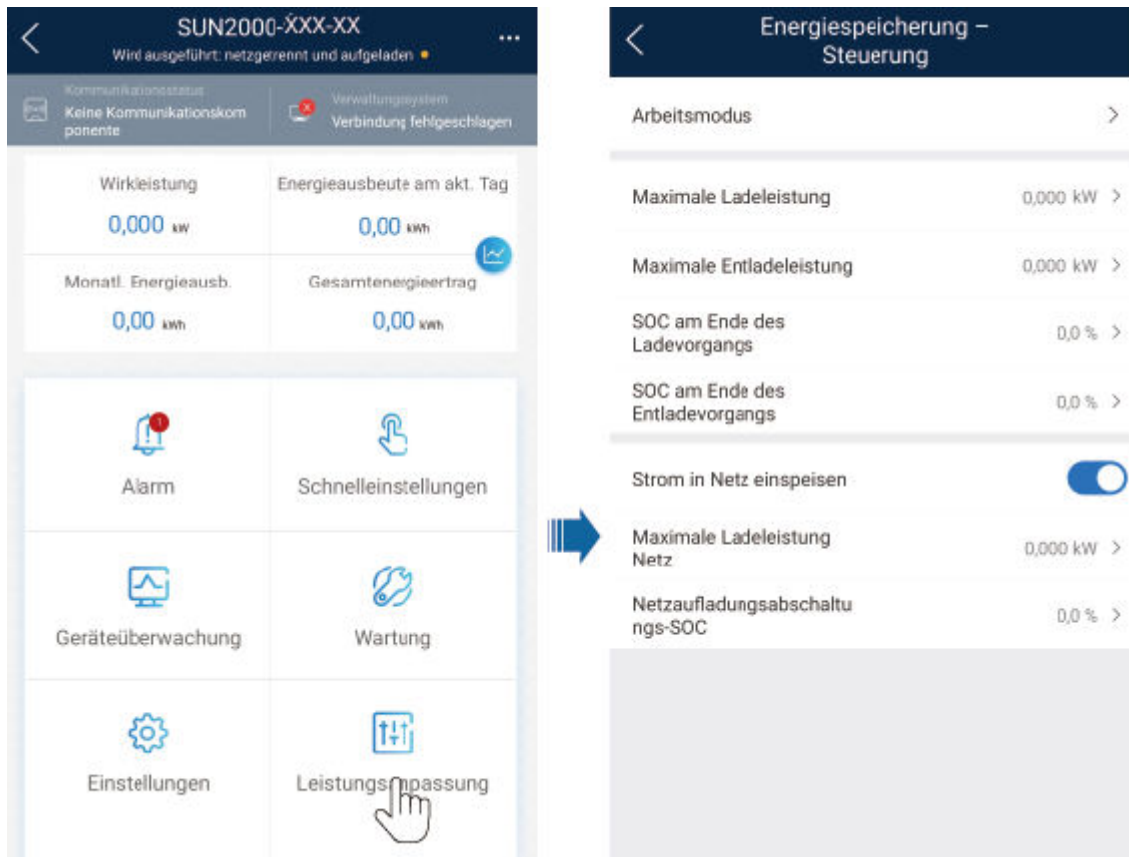 SUN2000-XXX-XX
Wird ausgeführt: netzgetrennt und aufgeladen
Kommunikationsstatus
Keine Kommunikationskom
ponente
Verwaltungssystem
Verbindung fehlgeschlagen
Wirkleistung
0,000 kW
Energieausbeute am akt. Tag
0,00 kWh
Monatl. Energieausb.
0,00 kWh
Gesamtenergieertrag
0,00 kWh
1
Alarm
Schnelleinstellungen
Geräteüberwachung
Wartung
Einstellungen
Leistungsanpassung
Energiespeicherung –
Steuerung
Arbeitsmodus
Maximale Ladeleistung
0,000 kW
Maximale Entladeleistung
0,000 kW
SOC am Ende des
Ladevorgangs
0,0 %
SOC am Ende des
Entladevorgangs
0,0 %
Strom in Netz einspeisen
Maximale Ladeleistung
Netz
0,000 kW
Netzaufladungsabschaltu
ngs-SOC
0,0 %